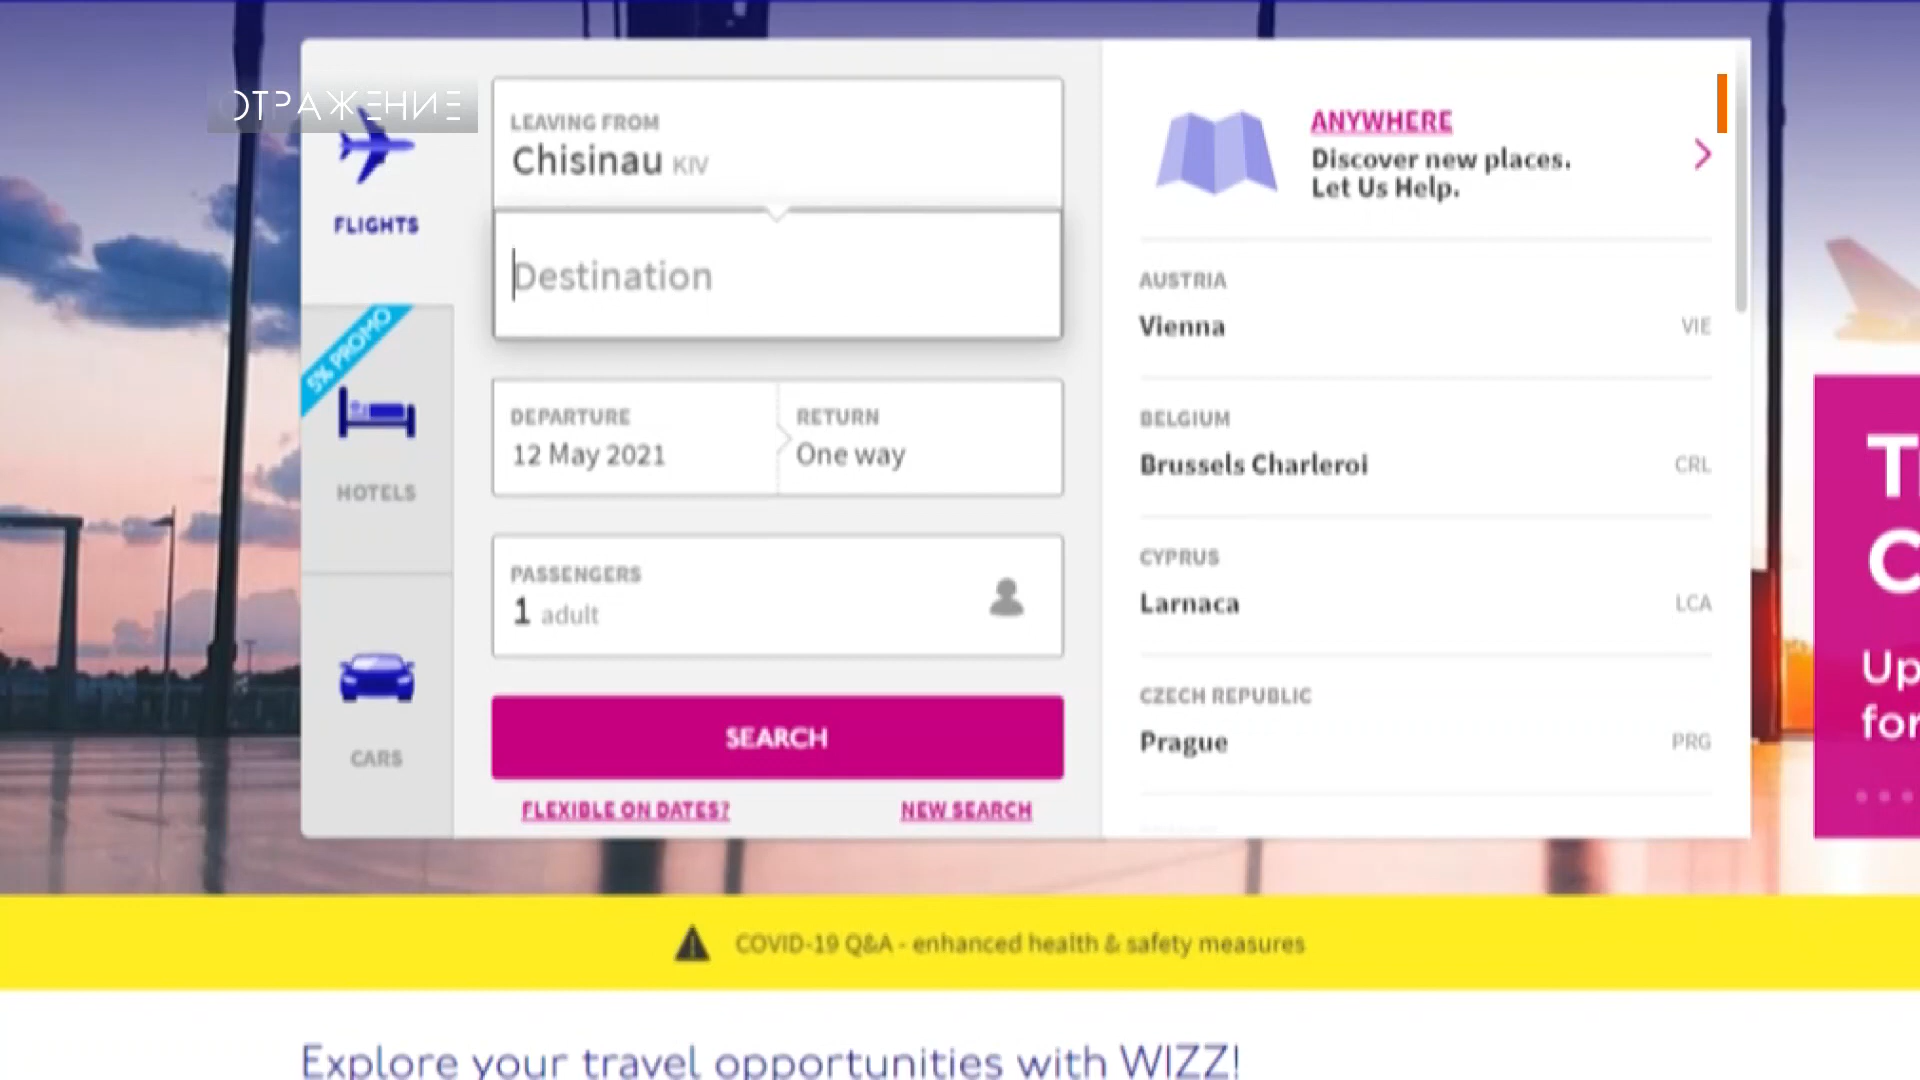 ОТРАЖЕНИЕ
FLIGHTS
5% PROMO
HOTELS
CARS
LEAVING FROM
Chisinau KIV
Destination
DEPARTURE
12 May 2021
RETURN
One way
PASSENGERS
1 adult
SEARCH
FLEXIBLE ON DATES?
NEW SEARCH
ANYWHERE
Discover new places.
Let Us Help.
AUSTRIA
Vienna VIE
BELGIUM
Brussels Charleroi CRL
CYPRUS
Larnaca LCA
CZECH REPUBLIC
Prague PRG
Up
for
COVID-19 Q&A - enhanced health & safety measures
Explore your travel opportunities with WIZZ!